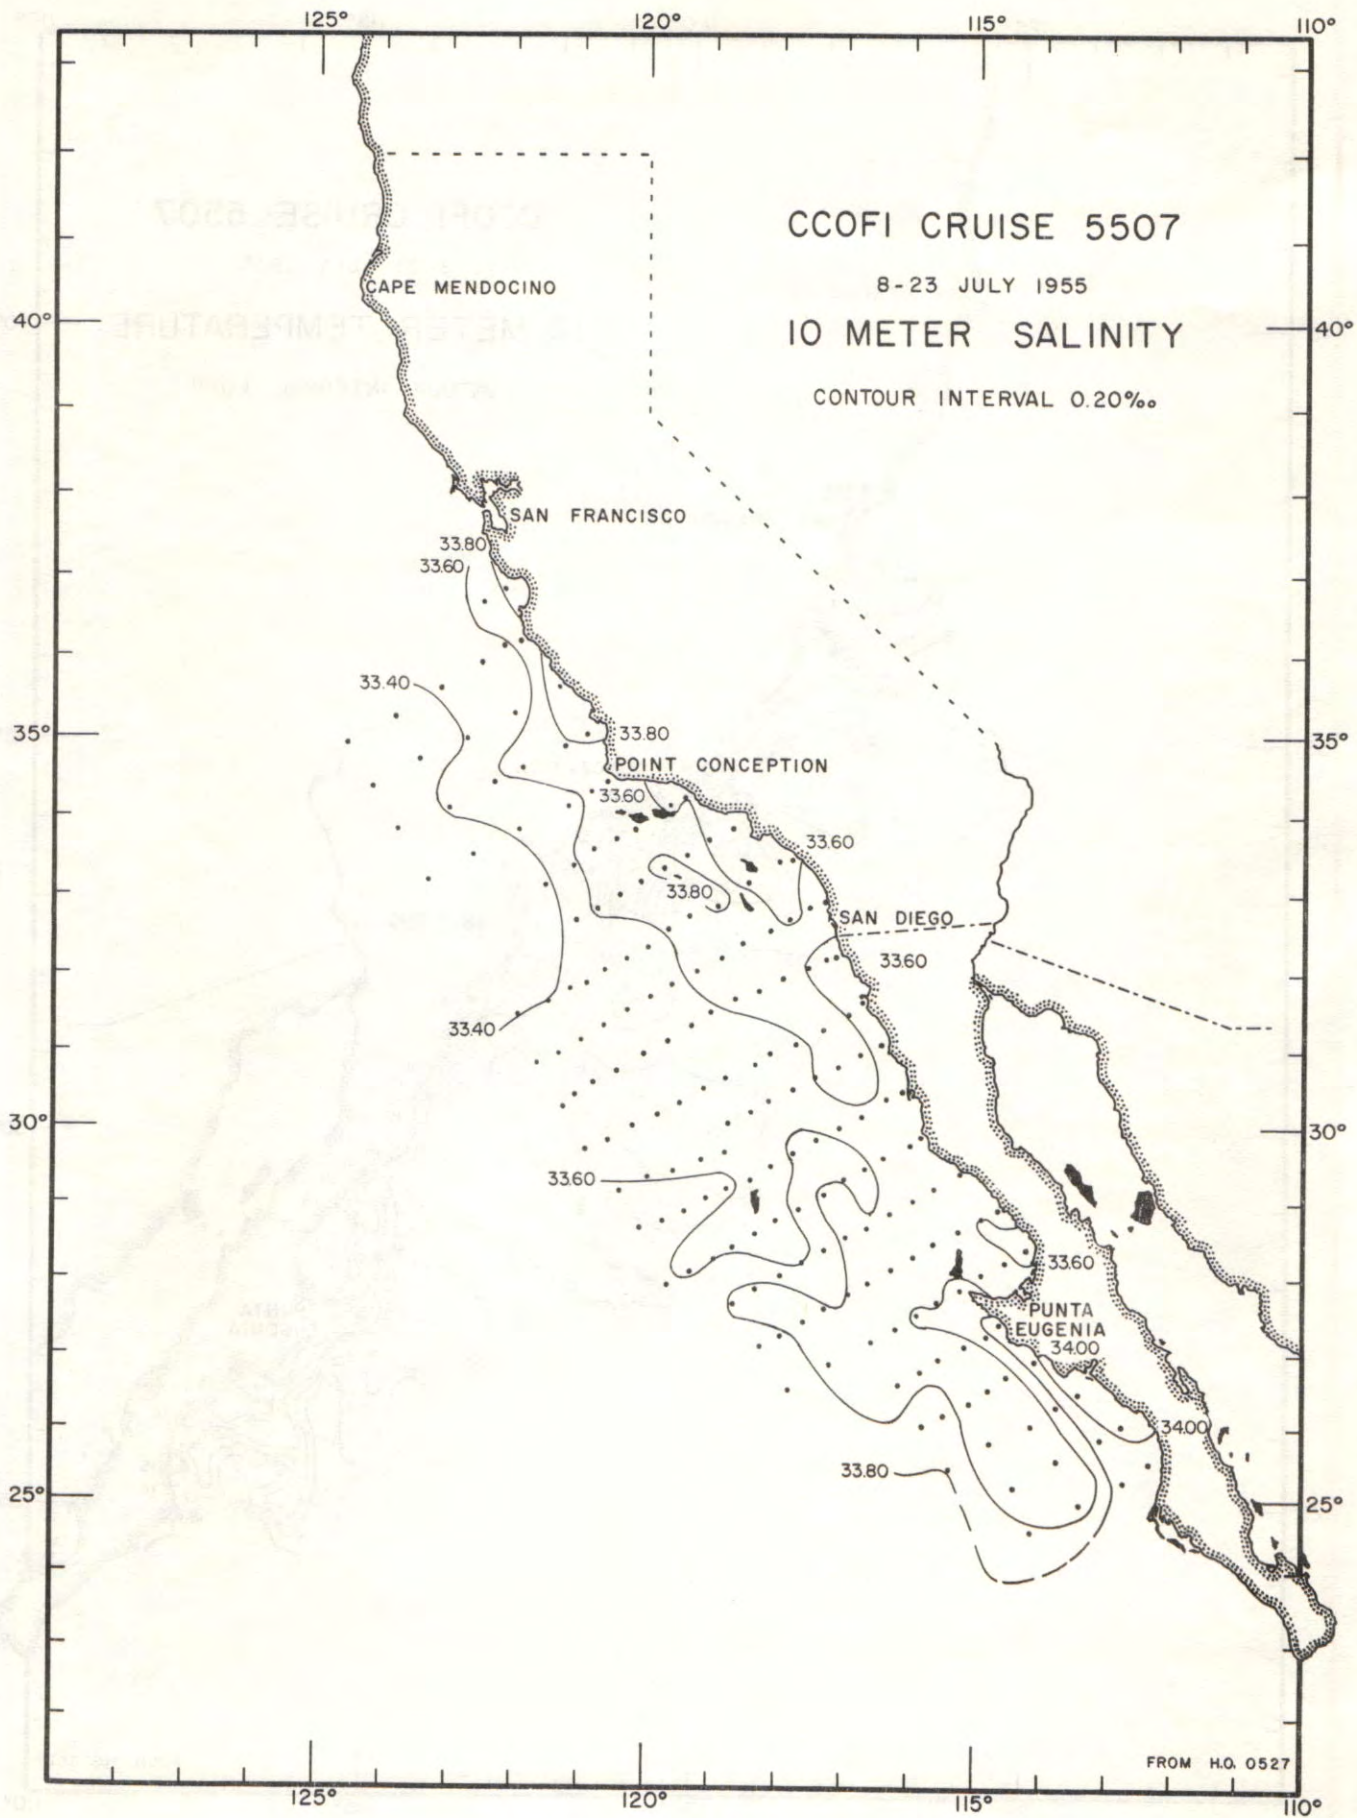 125° 120° 115° 110°
CCOFI CRUISE 5507
8-23 JULY 1955
10 METER SALINITY
CONTOUR INTERVAL 0.20‰
CAPE MENDOCINO
40° 40°
SAN FRANCISCO
33.80
33.60
33.40
35° 35°
33.80
POINT CONCEPTION
33.60
33.60
33.80
SAN DIEGO
33.60
33.40
30° 30°
33.60
33.60
PUNTA
EUGENIA
34.00
34.00
33.80
25° 25°
FROM H.O. 0527
125° 120° 115° 110°